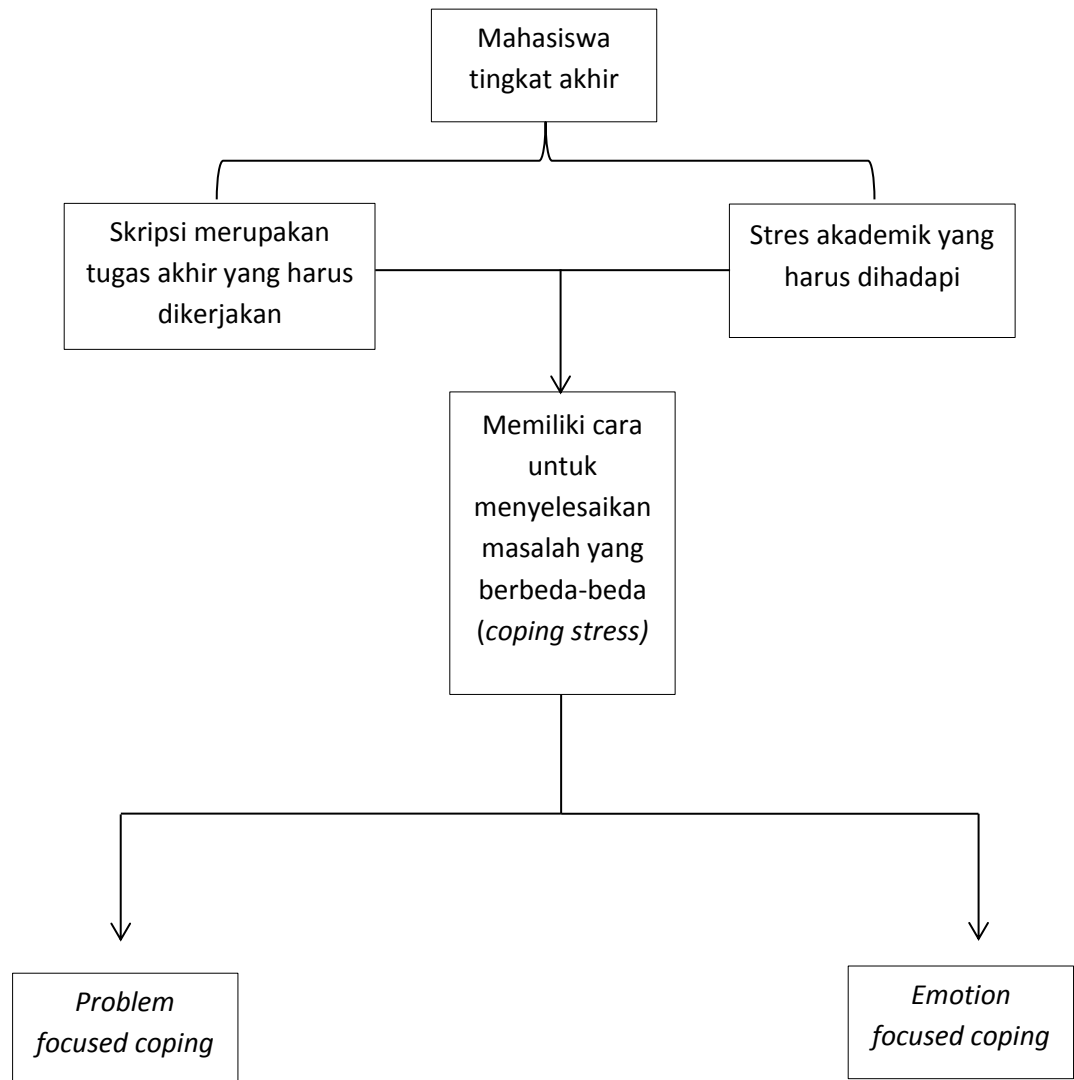 Mahasiswa
tingkat akhir
Skripsi merupakan
tugas akhir yang harus
dikerjakan
Stres akademik yang
harus dihadapi
Memiliki cara
untuk
menyelesaikan
masalah yang
berbeda-beda
(coping stress)
Problem
focused coping
Emotion
focused coping